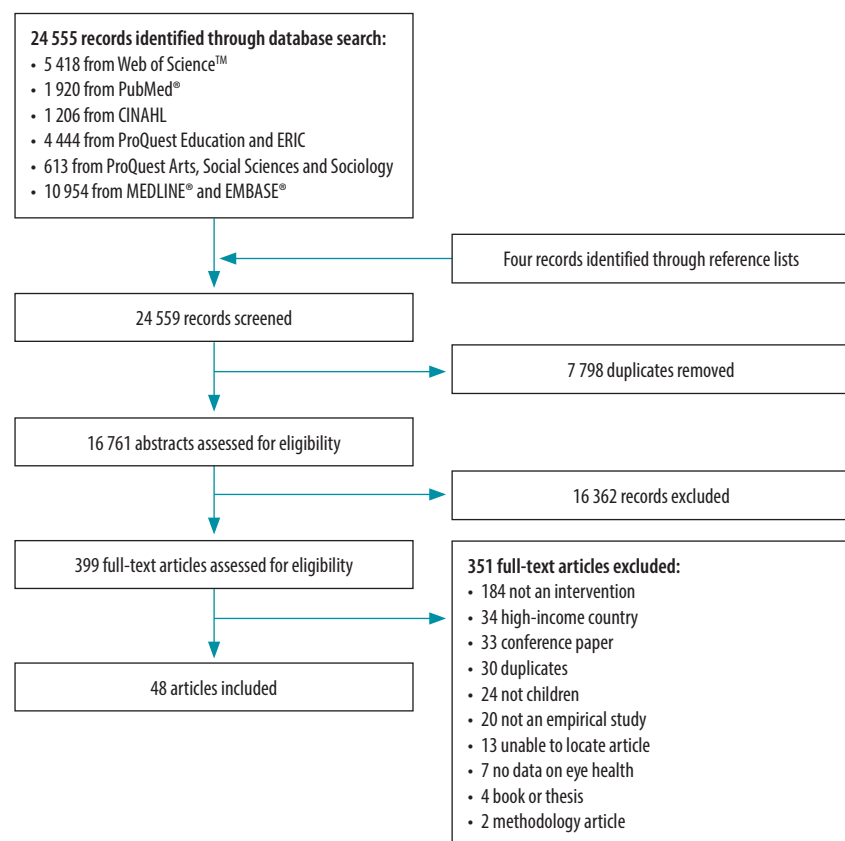 24 555 records identified through database search:
• 5 418 from Web of Science™
• 1 920 from PubMed®
• 1 206 from CINAHL
• 4 444 from ProQuest Education and ERIC
• 613 from ProQuest Arts, Social Sciences and Sociology
• 10 954 from MEDLINE® and EMBASE®
Four records identified through reference lists
24 559 records screened
7 798 duplicates removed
16 761 abstracts assessed for eligibility
16 362 records excluded
399 full-text articles assessed for eligibility
351 full-text articles excluded:
• 184 not an intervention
• 34 high-income country
• 33 conference paper
• 30 duplicates
• 24 not children
• 20 not an empirical study
• 13 unable to locate article
• 7 no data on eye health
• 4 book or thesis
• 2 methodology article
48 articles included